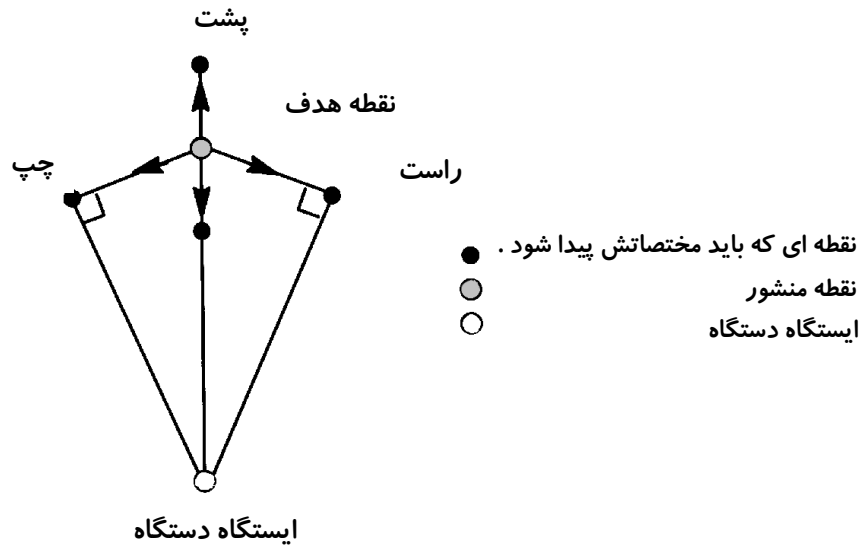 پشت
نقطه هدف
چپ
راست
نقطه ای که باید مختصاتش پیدا شود .
نقطه منشور
ایستگاه دستگاه
ایستگاه دستگاه